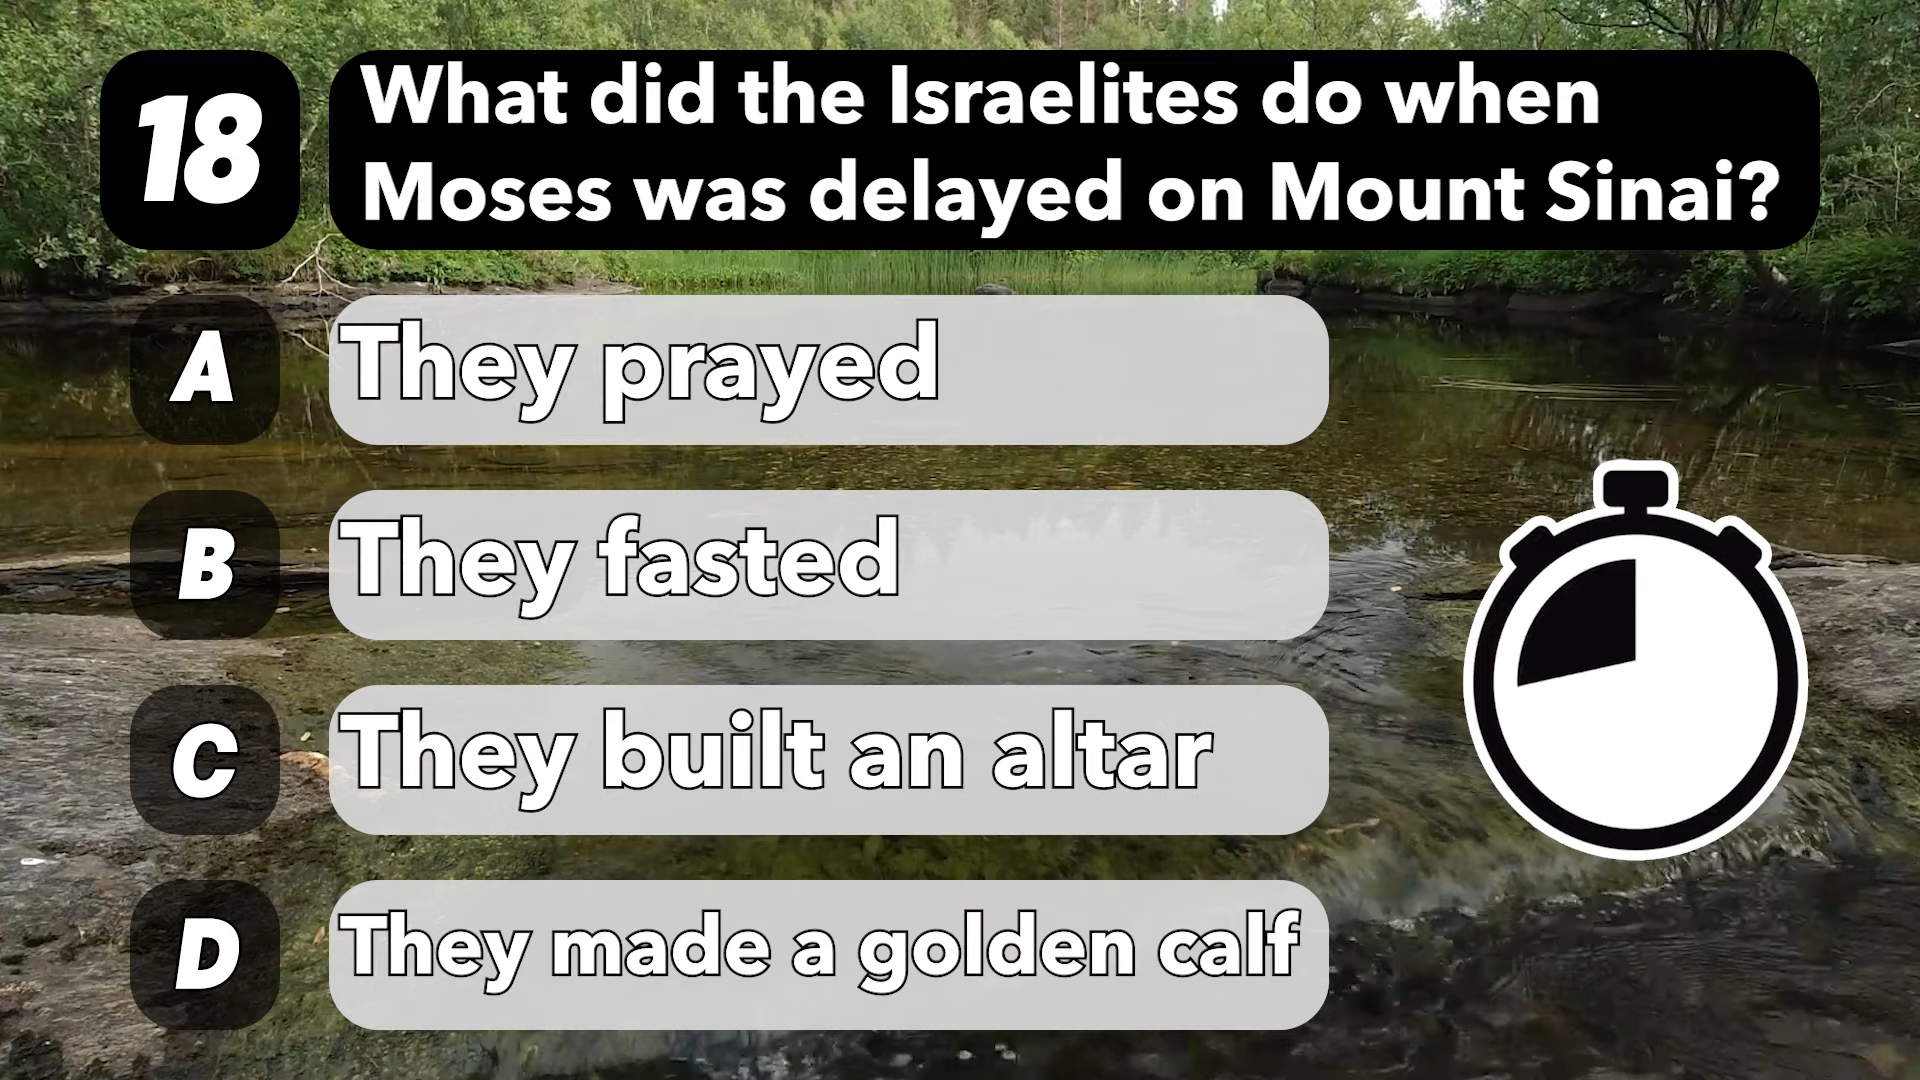 18
What did the Israelites do when
Moses was delayed on Mount Sinai?
A
They prayed
B
They fasted
C
They built an altar
D
They made a golden calf